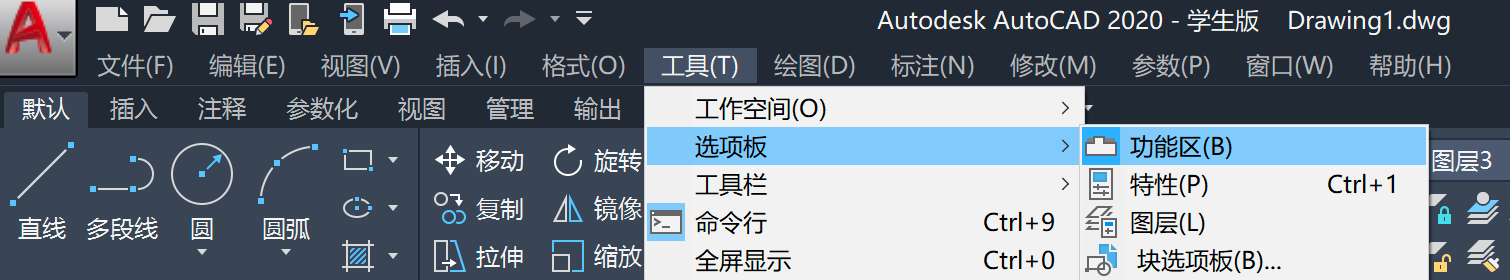 Autodesk AutoCAD 2020 - 学生版 Drawing1.dwg
文件(F) 编辑(E) 视图(V) 插入(I) 格式(O) 工具(T) 绘图(D) 标注(N) 修改(M) 参数(P) 窗口(W) 帮助(H)
默认 插入 注释 参数化 视图 管理 输出 工作空间(O)
选项板 功能区(B)
移动 旋转 图层3
工具栏 特性(P) Ctrl+1
直线 多段线 圆 圆弧 复制 镜像 命令行 Ctrl+9 图层(L)
拉伸 缩放 全屏显示 Ctrl+0 块选项板(B)...